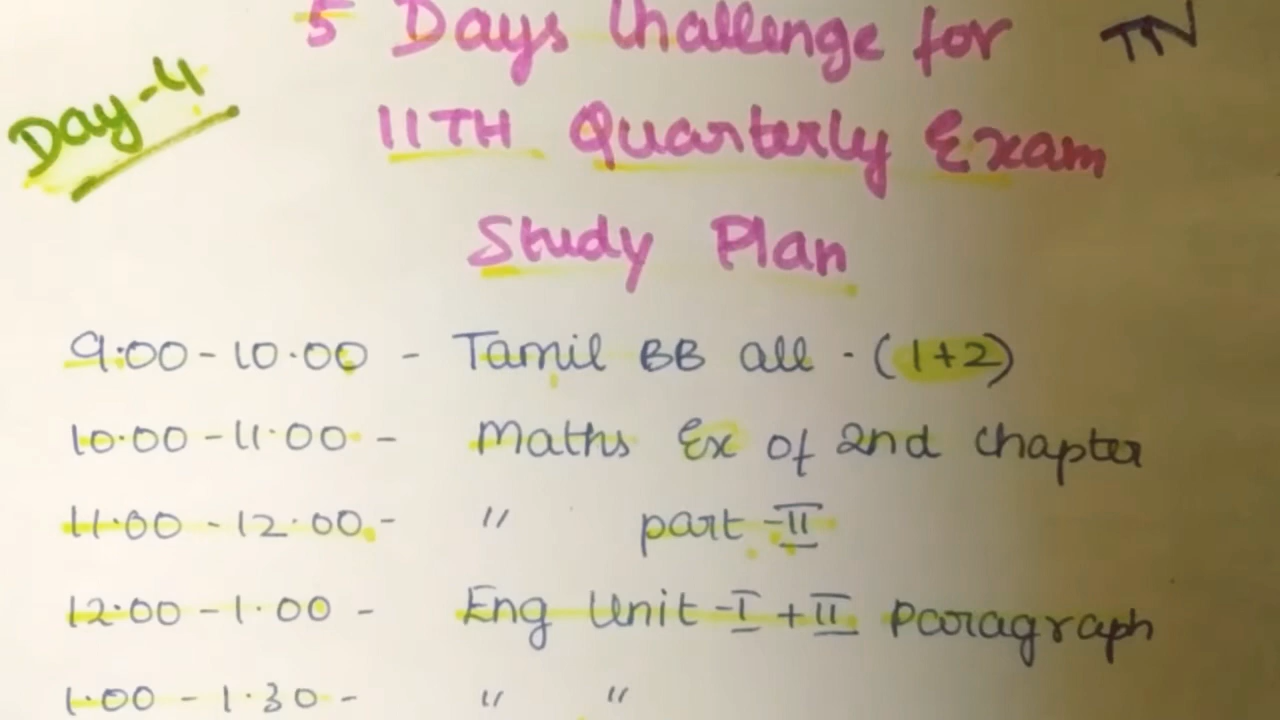 5 Days Challenge for TN
Day-4
11TH Quarterly Exam
Study Plan
9:00 - 10.00 - Tamil BB all - (1+2)
10.00 - 11.00 - Maths Ex of 2nd Chapter
11.00 - 12.00 - " part -II
12.00 - 1.00 - Eng Unit -I + II Paragraph
1.00 - 1.30 - " "